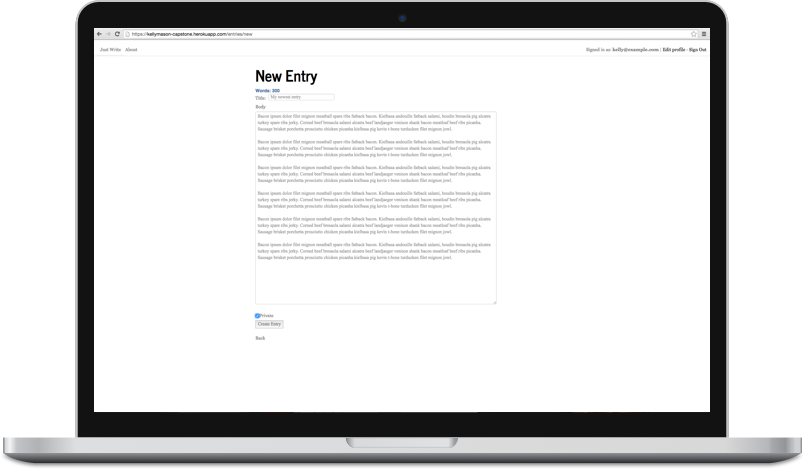 https://kellymason-capstone.herokuapp.com/entries/new
Just Write About
Signed in as kelly@example.com | Edit profile - Sign Out
New Entry
Words: 300
Title: My newest entry
Body
Bacon ipsum dolor filet mignon meatball spare ribs flatback bacon. Kielbasa andouille flatback salami, boudin bresaola pig alcatra
turkey spare ribs jerky. Corned beef bresaola salami alcatra beef landjaeger venison shank bacon meatloaf beef ribs picanha.
Sausage brisket porchetta prosciutto chicken picanha kielbasa pig kevin t-bone turducken filet mignon jowl.
Bacon ipsum dolor filet mignon meatball spare ribs flatback bacon. Kielbasa andouille flatback salami, boudin bresaola pig alcatra
turkey spare ribs jerky. Corned beef bresaola salami alcatra beef landjaeger venison shank bacon meatloaf beef ribs picanha.
Sausage brisket porchetta prosciutto chicken picanha kielbasa pig kevin t-bone turducken filet mignon jowl.
Bacon ipsum dolor filet mignon meatball spare ribs flatback bacon. Kielbasa andouille flatback salami, boudin bresaola pig alcatra
turkey spare ribs jerky. Corned beef bresaola salami alcatra beef landjaeger venison shank bacon meatloaf beef ribs picanha.
Sausage brisket porchetta prosciutto chicken picanha kielbasa pig kevin t-bone turducken filet mignon jowl.
Bacon ipsum dolor filet mignon meatball spare ribs flatback bacon. Kielbasa andouille flatback salami, boudin bresaola pig alcatra
turkey spare ribs jerky. Corned beef bresaola salami alcatra beef landjaeger venison shank bacon meatloaf beef ribs picanha.
Sausage brisket porchetta prosciutto chicken picanha kielbasa pig kevin t-bone turducken filet mignon jowl.
Bacon ipsum dolor filet mignon meatball spare ribs flatback bacon. Kielbasa andouille flatback salami, boudin bresaola pig alcatra
turkey spare ribs jerky. Corned beef bresaola salami alcatra beef landjaeger venison shank bacon meatloaf beef ribs picanha.
Sausage brisket porchetta prosciutto chicken picanha kielbasa pig kevin t-bone turducken filet mignon jowl.
Bacon ipsum dolor filet mignon meatball spare ribs flatback bacon. Kielbasa andouille flatback salami, boudin bresaola pig alcatra
turkey spare ribs jerky. Corned beef bresaola salami alcatra beef landjaeger venison shank bacon meatloaf beef ribs picanha.
Sausage brisket porchetta prosciutto chicken picanha kielbasa pig kevin t-bone turducken filet mignon jowl.
Private
Create Entry
Back